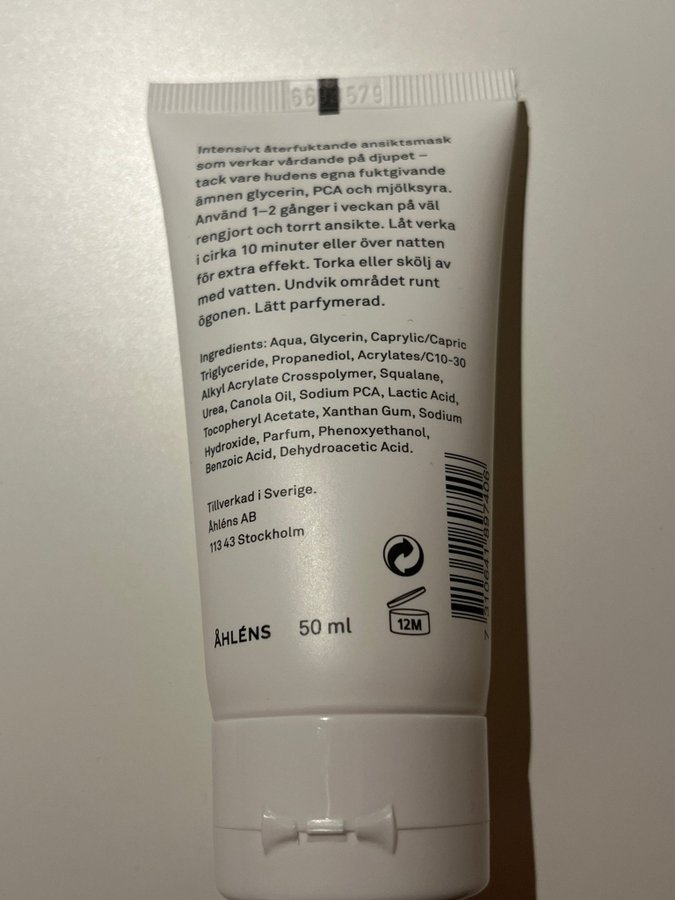 Intensivt återfuktande ansiktsmask
som verkar vårdande på djupet –
tack vare hudens egna fuktgivande
ämnen glycerin, PCA och mjölksyra.
Använd 1–2 gånger i veckan på väl
rengjort och torrt ansikte. Låt verka
i cirka 10 minuter eller över natten
för extra effekt. Torka eller skölj av
med vatten. Undvik området runt
ögonen. Lätt parfymerad.
Ingredients: Aqua, Glycerin, Caprylic/Capric
Triglyceride, Propanediol, Acrylates/C10-30
Alkyl Acrylate Crosspolymer, Squalane,
Urea, Canola Oil, Sodium PCA, Lactic Acid,
Tocopheryl Acetate, Xanthan Gum, Sodium
Hydroxide, Parfum, Phenoxyethanol,
Benzoic Acid, Dehydroacetic Acid.
Tillverkad i Sverige.
Åhléns AB
113 43 Stockholm
7 310641 897406
ÅHLÉNS 50 ml 12M